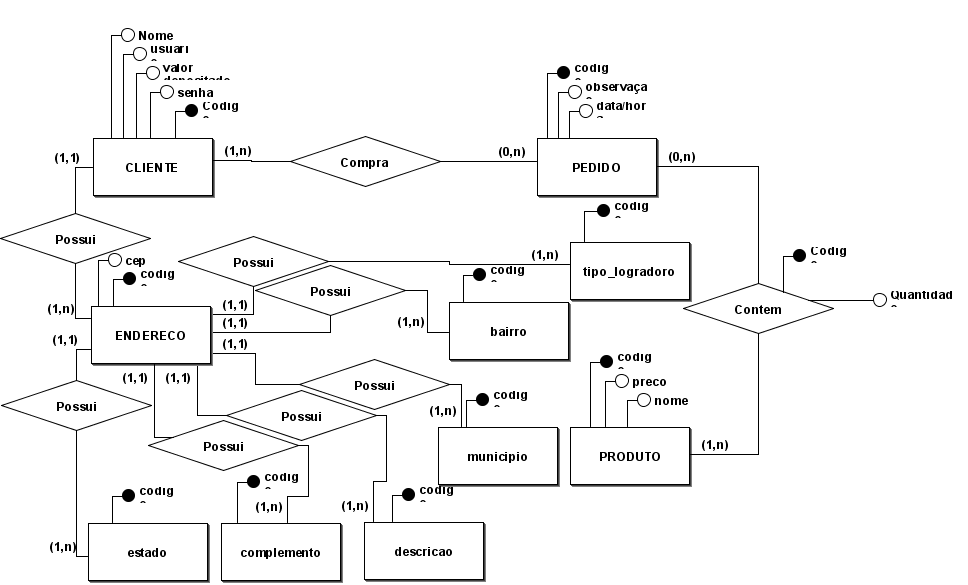 Nome
usuari
valor
depositado
senha
Codig
codig
observaça
data/hor
(1,1)
CLIENTE
(1,n)
Compra
(0,n)
PEDIDO
(0,n)
codig
Possui
cep
codig
Possui
(1,n)
tipo_logradoro
Codig
codig
Possui
Quantidad
(1,n)
(1,1)
(1,1)
(1,n)
bairro
Contem
ENDERECO
(1,1)
(1,1)
codig
(1,1)
(1,1)
preco
Possui
codig
nome
Possui
(1,n)
Possui
Possui
(1,n)
municipio
PRODUTO
codig
codig
codig
(1,n)
(1,n)
(1,n)
estado
complemento
descricao